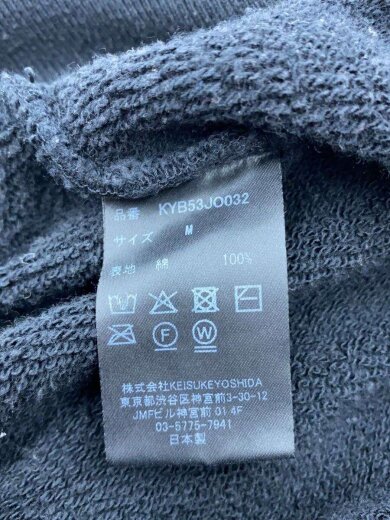 品番 KYB53JO032
サイズ M
表地 綿 100%
F W
株式会社KEISUKEYOSHIDA
東京都渋谷区神宮前3-30-12
JMFビル神宮前 01 4F
03-5775-7941
日本製